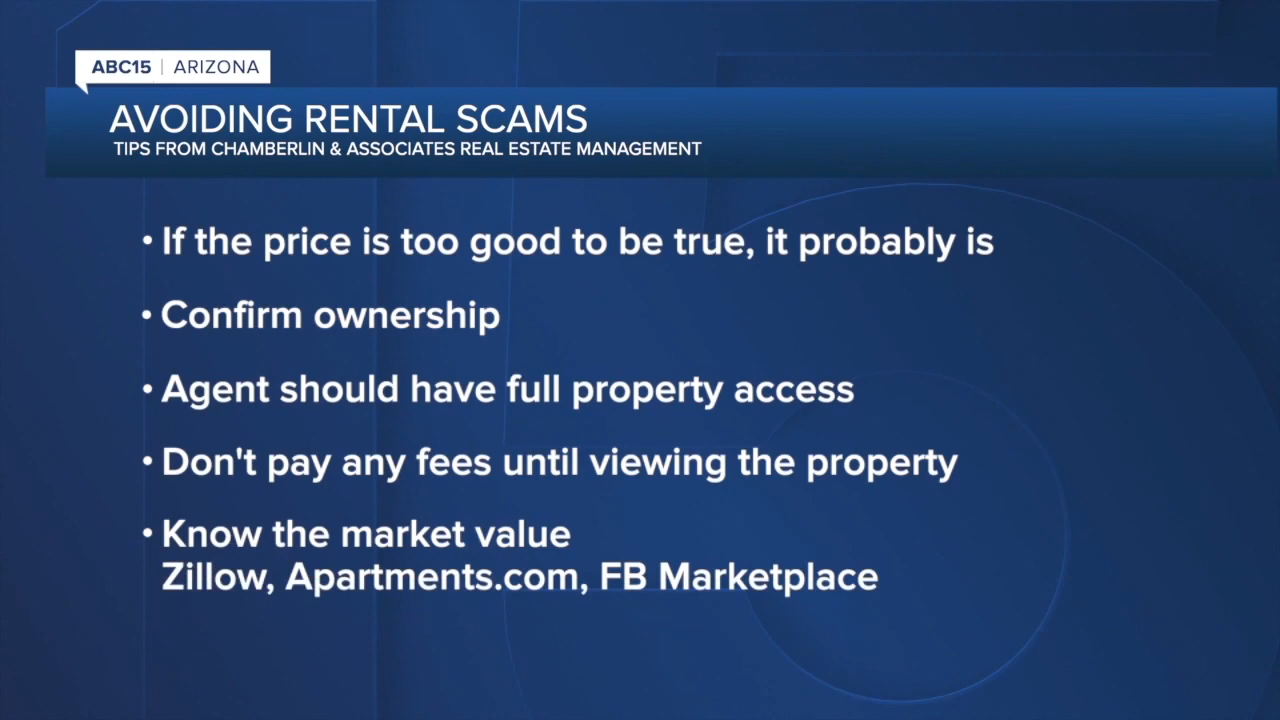 ABC15 | ARIZONA
AVOIDING RENTAL SCAMS
TIPS FROM CHAMBERLIN & ASSOCIATES REAL ESTATE MANAGEMENT
• If the price is too good to be true, it probably is
• Confirm ownership
• Agent should have full property access
• Don't pay any fees until viewing the property
• Know the market value
Zillow, Apartments.com, FB Marketplace